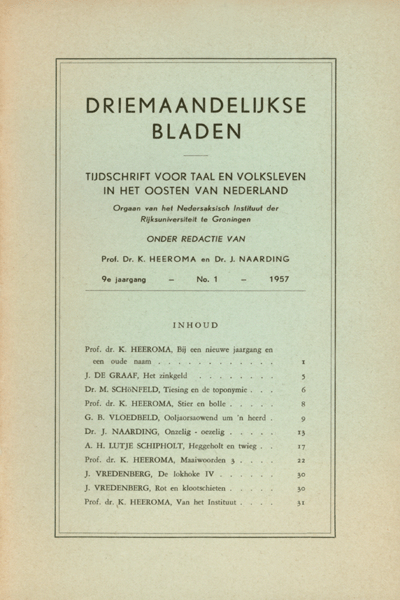 DRIEMAANDELIJKSE
BLADEN
TIJDSCHRIFT VOOR TAAL EN VOLKSLEVEN
IN HET OOSTEN VAN NEDERLAND
Orgaan van het Nedersaksisch Instituut der
Rijksuniversiteit te Groningen
ONDER REDACTIE VAN
Prof. Dr. K. HEEROMA en Dr. J. NAARDING
9e jaargang – No. 1 – 1957
INHOUD
Prof. dr. K. HEEROMA, Bij een nieuwe jaargang en
een oude naam . . . . . . . . . . . . 1
J. DE GRAAF, Het zinkgeld . . . . . . . . 5
Dr. M. SCHöNFELD, Tiesing en de toponymie . . . 6
Prof. dr. K. HEEROMA, Stier en bolle . . . . . 8
G. B. VLOEDBELD, Ooljaorsaowend um 'n heerd . 9
Dr. J. NAARDING, Onzelig - oezelig . . . . . 13
A. H. LUTJE SCHIPHOLT, Heggeholt en twieg . . 17
Prof. dr. K. HEEROMA, Maaiwoorden 3 . . . . 22
J. VREDENBERG, De lokhoke IV . . . . . . 30
J. VREDENBERG, Rot en klootschieten . . . . . 30
Prof. dr. K. HEEROMA, Van het Instituut . . . . 31